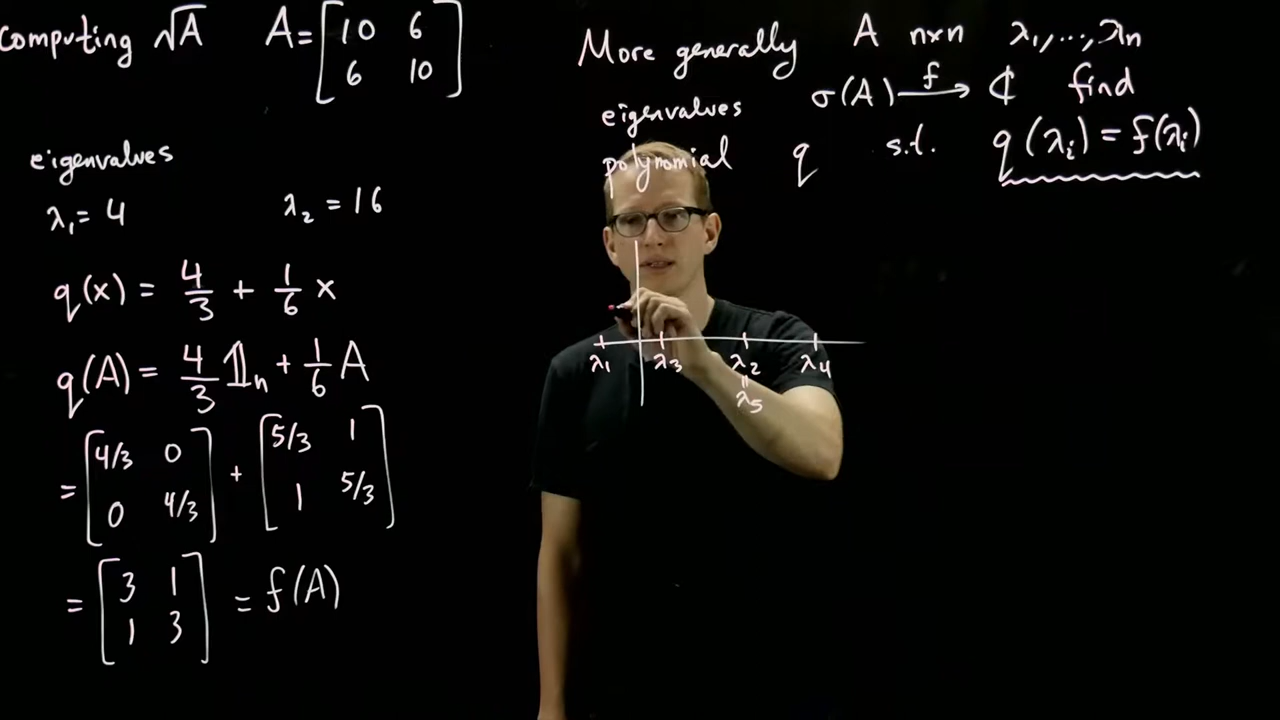 Computing √A A = [10 6
6 10]
eigenvalues
λ₁ = 4 λ₂ = 16
q(x) = 4/3 + 1/6 x
q(A) = 4/3 𝟙ₙ + 1/6 A
= [4/3 0
0 4/3] + [5/3 1
1 5/3]
= [3 1
1 3] = f(A)
More generally A n×n λ₁,...,λₙ
eigenvalues σ(A) —f→ ℂ find
polynomial q s.t. q(λᵢ) = f(λᵢ)
λ₁ λ₃ λ₂ λ₄
=
λ₅